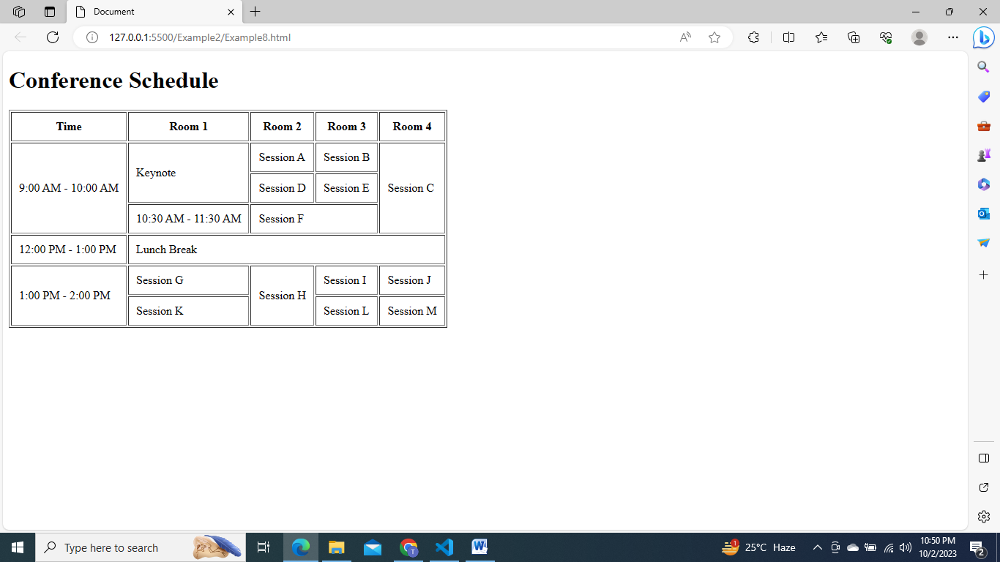 Document
127.0.0.1:5500/Example2/Example8.html
Conference Schedule
Time Room 1 Room 2 Room 3 Room 4
9:00 AM - 10:00 AM Keynote Session A Session B Session C
Session D Session E
10:30 AM - 11:30 AM Session F
12:00 PM - 1:00 PM Lunch Break
1:00 PM - 2:00 PM Session G Session H Session I Session J
Session K Session L Session M
Type here to search
T
W
1
25°C Haze
10:50 PM
10/2/2023
2